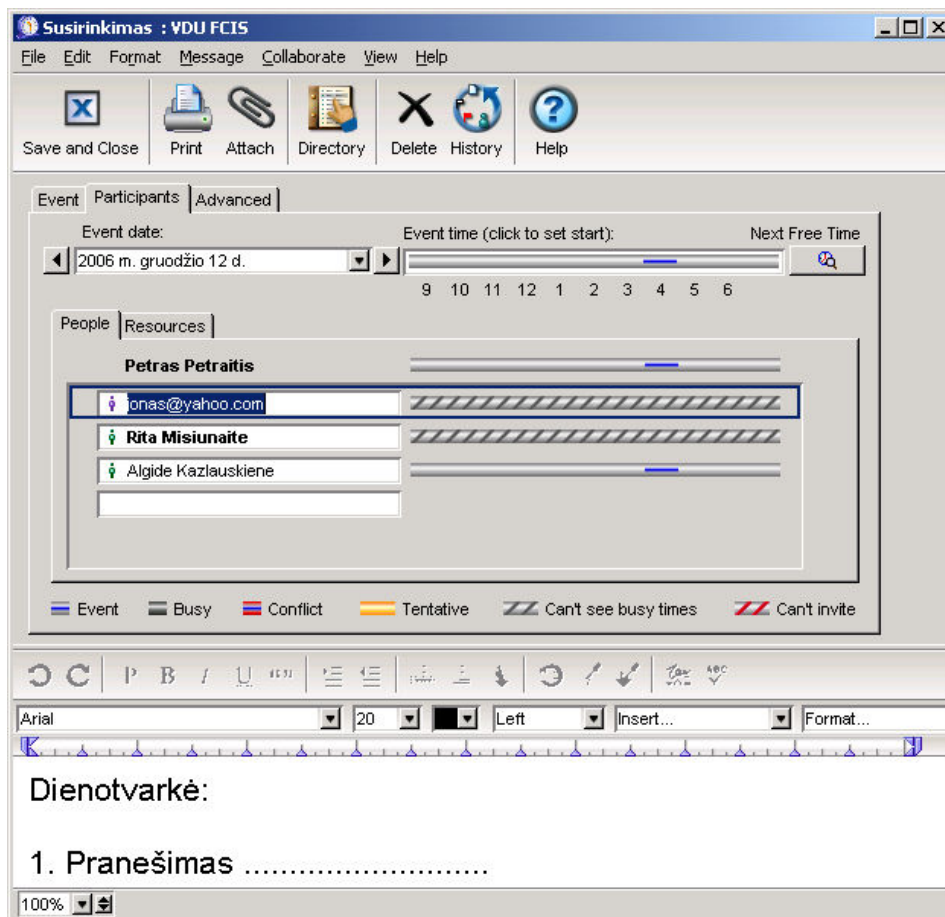 Susirinkimas : VDU FCIS
File Edit Format Message Collaborate View Help
Save and Close Print Attach Directory Delete History Help
Event Participants Advanced
Event date: Event time (click to set start): Next Free Time
2006 m. gruodžio 12 d.
9 10 11 12 1 2 3 4 5 6
People Resources
Petras Petraitis
jonas@yahoo.com
Rita Misiunaite
Algide Kazlauskiene
Event Busy Conflict Tentative Can't see busy times Can't invite
P B I U
Arial 20 Left Insert... Format...
Dienotvarkė:
1. Pranešimas ...........................
100%